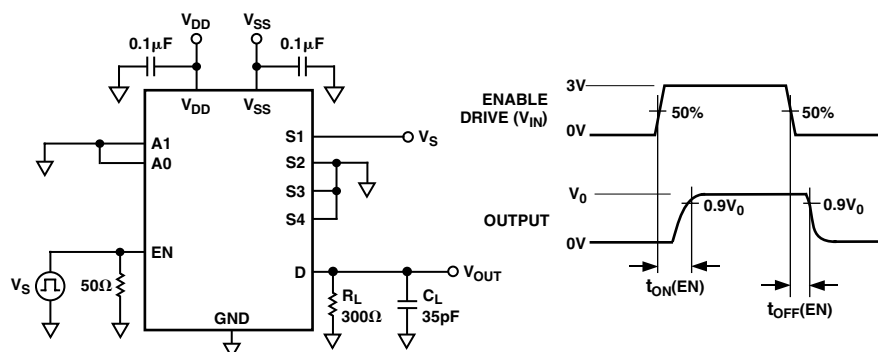 VDD VSS
0.1µF 0.1µF
VDD VSS
A1
A0
EN
VS
50Ω
GND
S1 VS
S2
S3
S4
D VOUT
RL
300Ω
CL
35pF
ENABLE
DRIVE (VIN)
3V
0V
50% 50%
OUTPUT
V0
0V
0.9V0 0.9V0
tON(EN)
tOFF(EN)